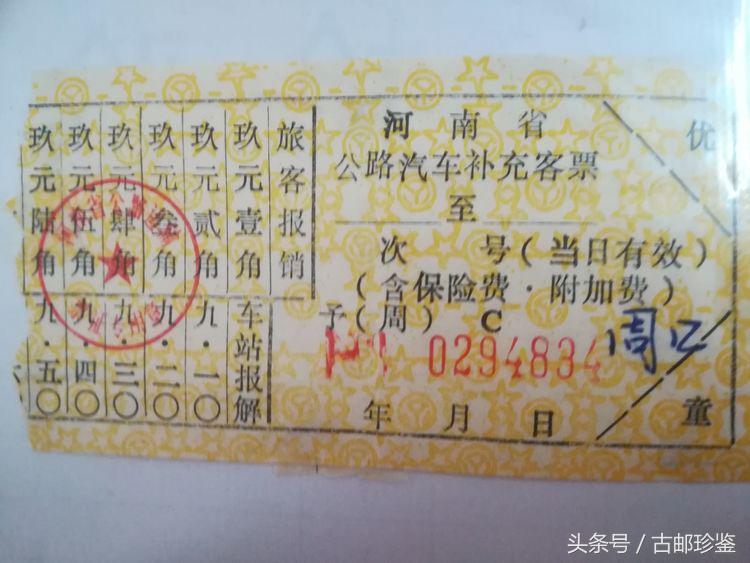 河南省
公路汽车补充客票
至
次 号(当日有效)
(含保险费·附加费)
予(周) C
0294834
周口
年 月 日
优
童
旅客报销
玖元壹角
玖元贰角
玖元叁角
玖元肆角
玖元伍角
玖元陆角
车站报解
九·一〇
九·二〇
九·三〇
九·四〇
九·五〇
头条号 / 古邮珍鉴